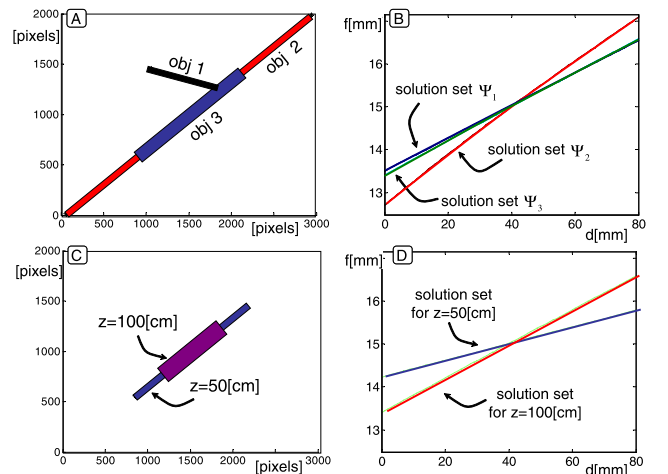 A
[pixels]
2000
1500
1000
500
0
0 500 1000 1500 2000 3000
[pixels]
obj 1
obj 2
obj 3
B
f[mm]
16
15
14
13
0 20 40 60 80
d[mm]
solution set Ψ1
solution set Ψ2
solution set Ψ3
C
[pixels]
2000
1500
1000
500
0
0 500 1000 1500 2000 3000
[pixels]
z=100[cm]
z=50[cm]
D
f[mm]
16
15
14
13
0 20 40 60 80
d[mm]
solution set
for z=50[cm]
solution set
for z=100[cm]